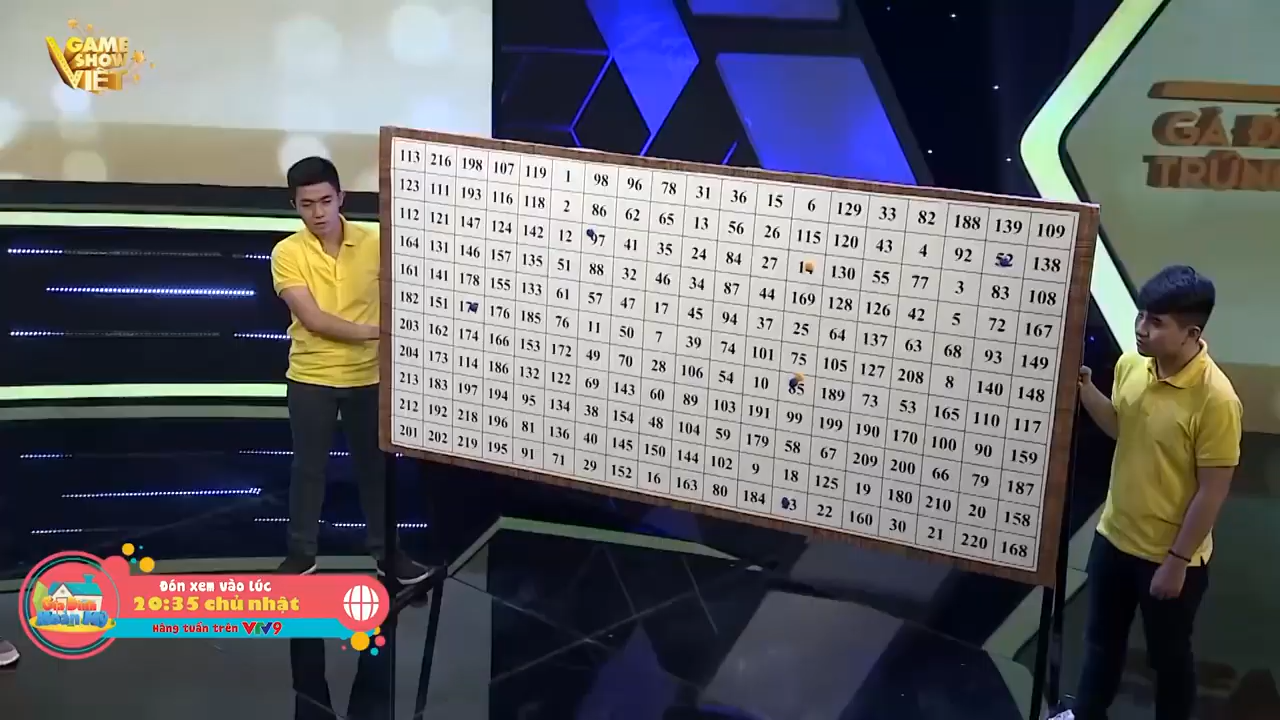 GAME
SHOW
VIỆT
113 216 198 107 119 1 98 96 78 31 36 15 6 129 33 82 188 139 109
123 111 193 116 118 2 86 62 65 13 56 26 115 120 43 4 92 52 138
112 121 147 124 142 12 97 41 35 24 84 27 14 130 55 77 3 83 108
164 131 146 157 135 51 88 32 46 34 87 44 169 128 126 42 5 72 167
161 141 178 155 133 61 57 47 17 45 94 37 25 64 137 63 68 93 149
182 151 176 185 76 11 50 7 39 74 101 75 105 127 208 8 140 148
203 162 174 166 153 172 49 70 28 106 54 10 85 189 73 53 165 110 117
204 173 114 186 132 122 69 143 60 89 103 191 99 199 190 170 100 90 159
213 183 197 194 95 134 38 154 48 104 59 179 58 67 209 200 66 79 187
212 192 218 196 81 136 40 145 150 144 102 9 18 125 19 180 210 20 158
201 202 219 195 91 71 29 152 16 163 80 184 22 160 30 21 220 168
GÀ
TRỨNG
Gia Đình
Hoàn Mỹ
Đón xem vào lúc
20:35 chủ nhật
Hàng tuần trên VTV9